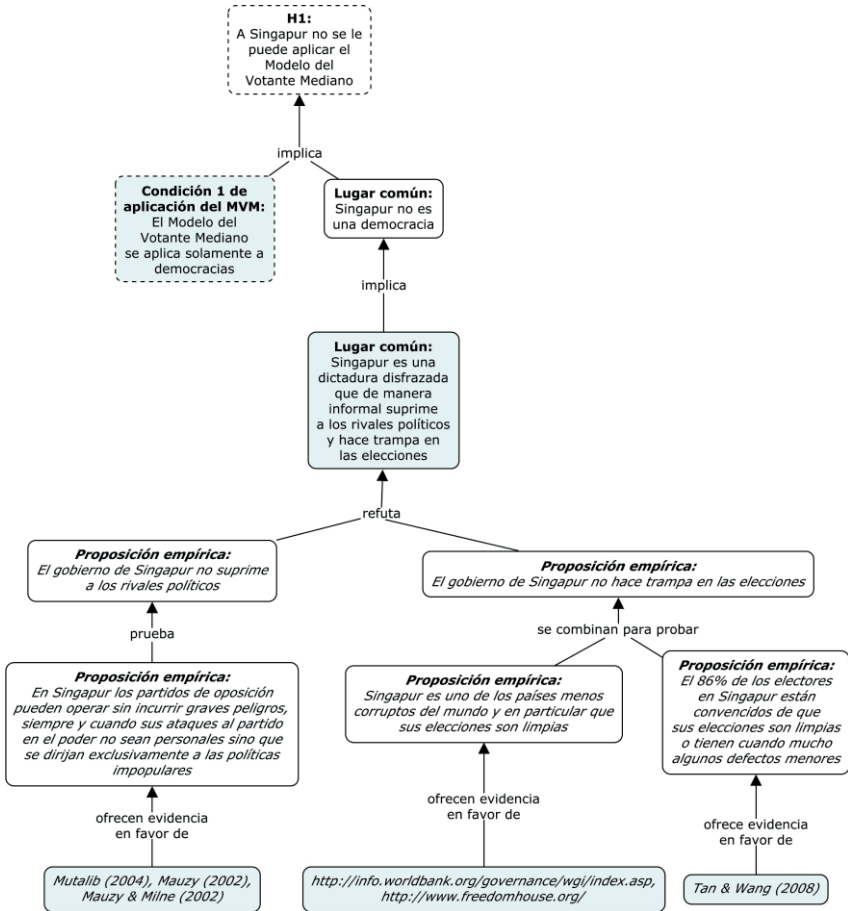 H1:
A Singapur no se le
puede aplicar el
Modelo del
Votante Mediano
implica
Condición 1 de
aplicación del MVM:
El Modelo del
Votante Mediano
se aplica solamente a
democracias
Lugar común:
Singapur no es
una democracia
implica
Lugar común:
Singapur es una
dictadura disfrazada
que de manera
informal suprime
a los rivales políticos
y hace trampa en
las elecciones
refuta
Proposición empírica:
El gobierno de Singapur no suprime
a los rivales políticos
Proposición empírica:
El gobierno de Singapur no hace trampa en las elecciones
prueba
se combinan para probar
Proposición empírica:
En Singapur los partidos de oposición
pueden operar sin incurrir graves peligros,
siempre y cuando sus ataques al partido
en el poder no sean personales sino que
se dirijan exclusivamente a las políticas
impopulares
Proposición empírica:
Singapur es uno de los países menos
corruptos del mundo y en particular que
sus elecciones son limpias
Proposición empírica:
El 86% de los electores
en Singapur están
convencidos de que
sus elecciones son limpias
o tienen cuando mucho
algunos defectos menores
ofrecen evidencia
en favor de
ofrecen evidencia
en favor de
ofrece evidencia
en favor de
Mutalib (2004), Mauzy (2002),
Mauzy & Milne (2002)
http://info.worldbank.org/governance/wgi/index.asp,
http://www.freedomhouse.org/
Tan & Wang (2008)